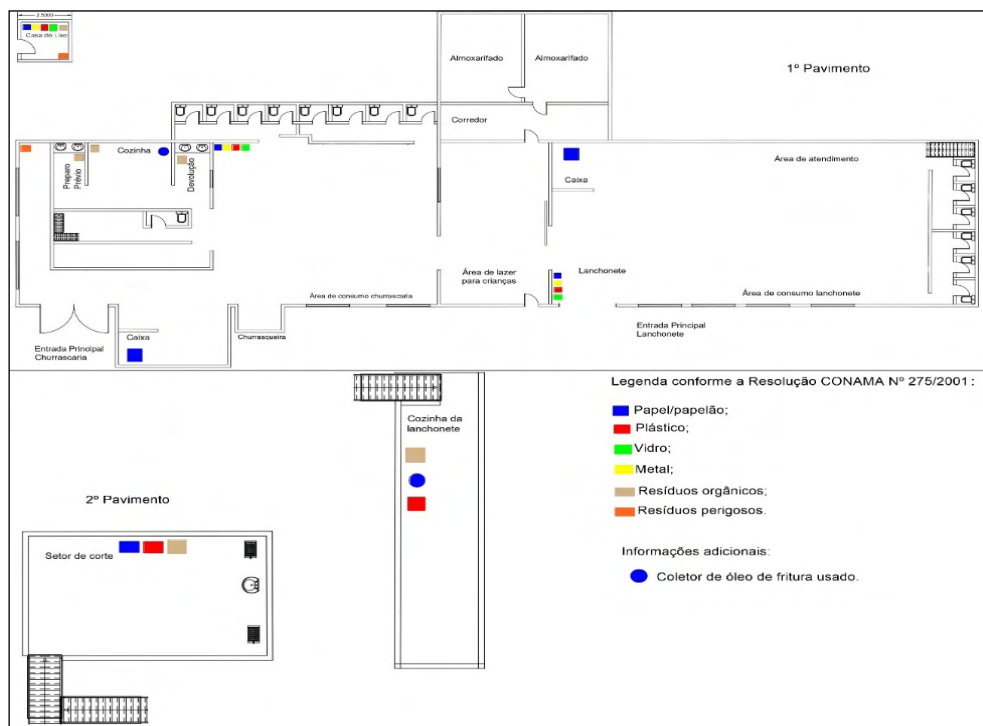 2.5000
Casa do Lixo
Almoxarifado
Almoxarifado
1º Pavimento
Corredor
Preparo
Prévio
Cozinha
Devolução
Caixa
Área de atendimento
Área de lazer
para crianças
Lanchonete
Área de consumo churrascaria
Área de consumo lanchonete
Entrada Principal
Churrascaria
Caixa
Churrasqueira
Entrada Principal
Lanchonete
Legenda conforme a Resolução CONAMA Nº 275/2001 :
Papel/papelão;
Plástico;
Vidro;
Metal;
Resíduos orgânicos;
Resíduos perigosos.
Informações adicionais:
Coletor de óleo de fritura usado.
Cozinha da
lanchonete
2º Pavimento
Setor de corte